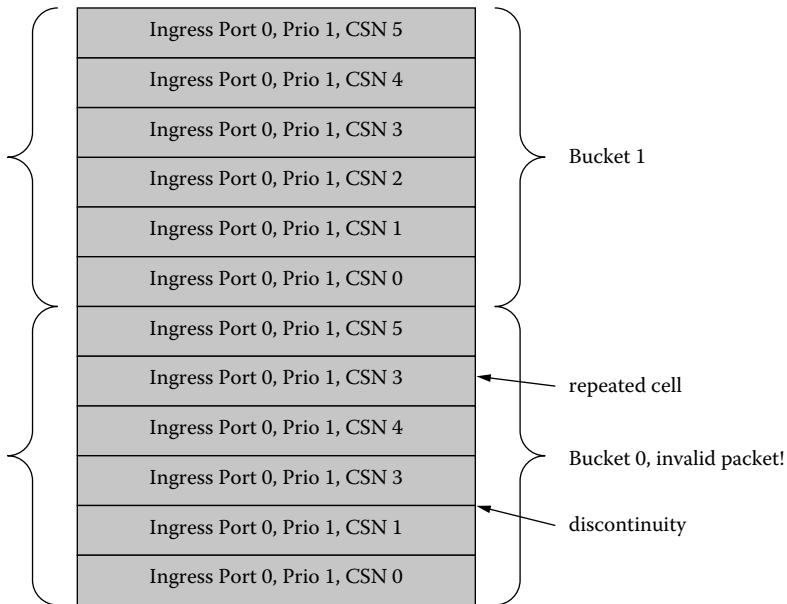 Ingress Port 0, Prio 1, CSN 5
Ingress Port 0, Prio 1, CSN 4
Ingress Port 0, Prio 1, CSN 3
Ingress Port 0, Prio 1, CSN 2
Ingress Port 0, Prio 1, CSN 1
Ingress Port 0, Prio 1, CSN 0
Bucket 1
Ingress Port 0, Prio 1, CSN 5
Ingress Port 0, Prio 1, CSN 3
Ingress Port 0, Prio 1, CSN 4
Ingress Port 0, Prio 1, CSN 3
Ingress Port 0, Prio 1, CSN 1
Ingress Port 0, Prio 1, CSN 0
repeated cell
Bucket 0, invalid packet!
discontinuity